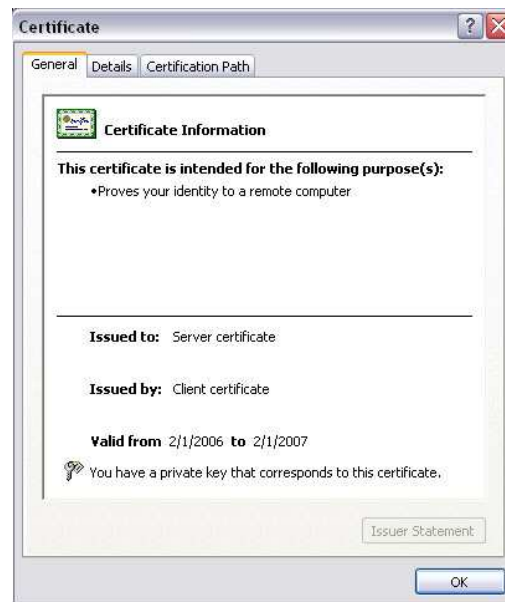 Certificate
General Details Certification Path
Certificate Information
This certificate is intended for the following purpose(s):
•Proves your identity to a remote computer
Issued to: Server certificate
Issued by: Client certificate
Valid from 2/1/2006 to 2/1/2007
You have a private key that corresponds to this certificate.
Issuer Statement
OK